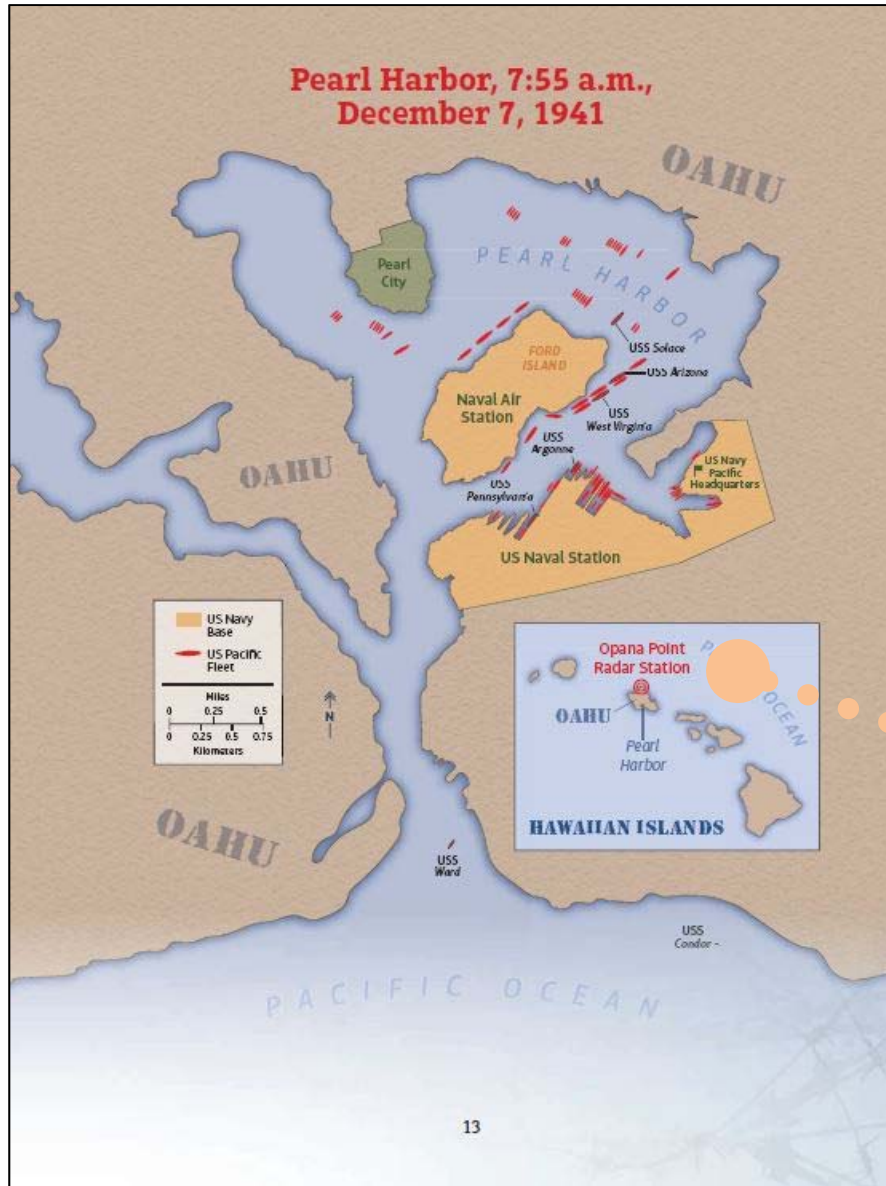 Pearl Harbor, 7:55 a.m.,
December 7, 1941
OAHU
PEARL HARBOR
Pearl
City
FORD
ISLAND
USS Solace
USS Arizona
Naval Air
Station
USS
West Virginia
USS
Argonne
US Navy
Pacific
Headquarters
OAHU
USS
Pennsylvania
US Naval Station
US Navy
Base
US Pacific
Fleet
Miles
0 0.25 0.5
0 0.25 0.5 0.75
Kilometers
N
Opana Point
Radar Station
OCEAN
OAHU
Pearl
Harbor
HAWAIIAN ISLANDS
OAHU
USS
Ward
USS
Condor
PACIFIC OCEAN
13